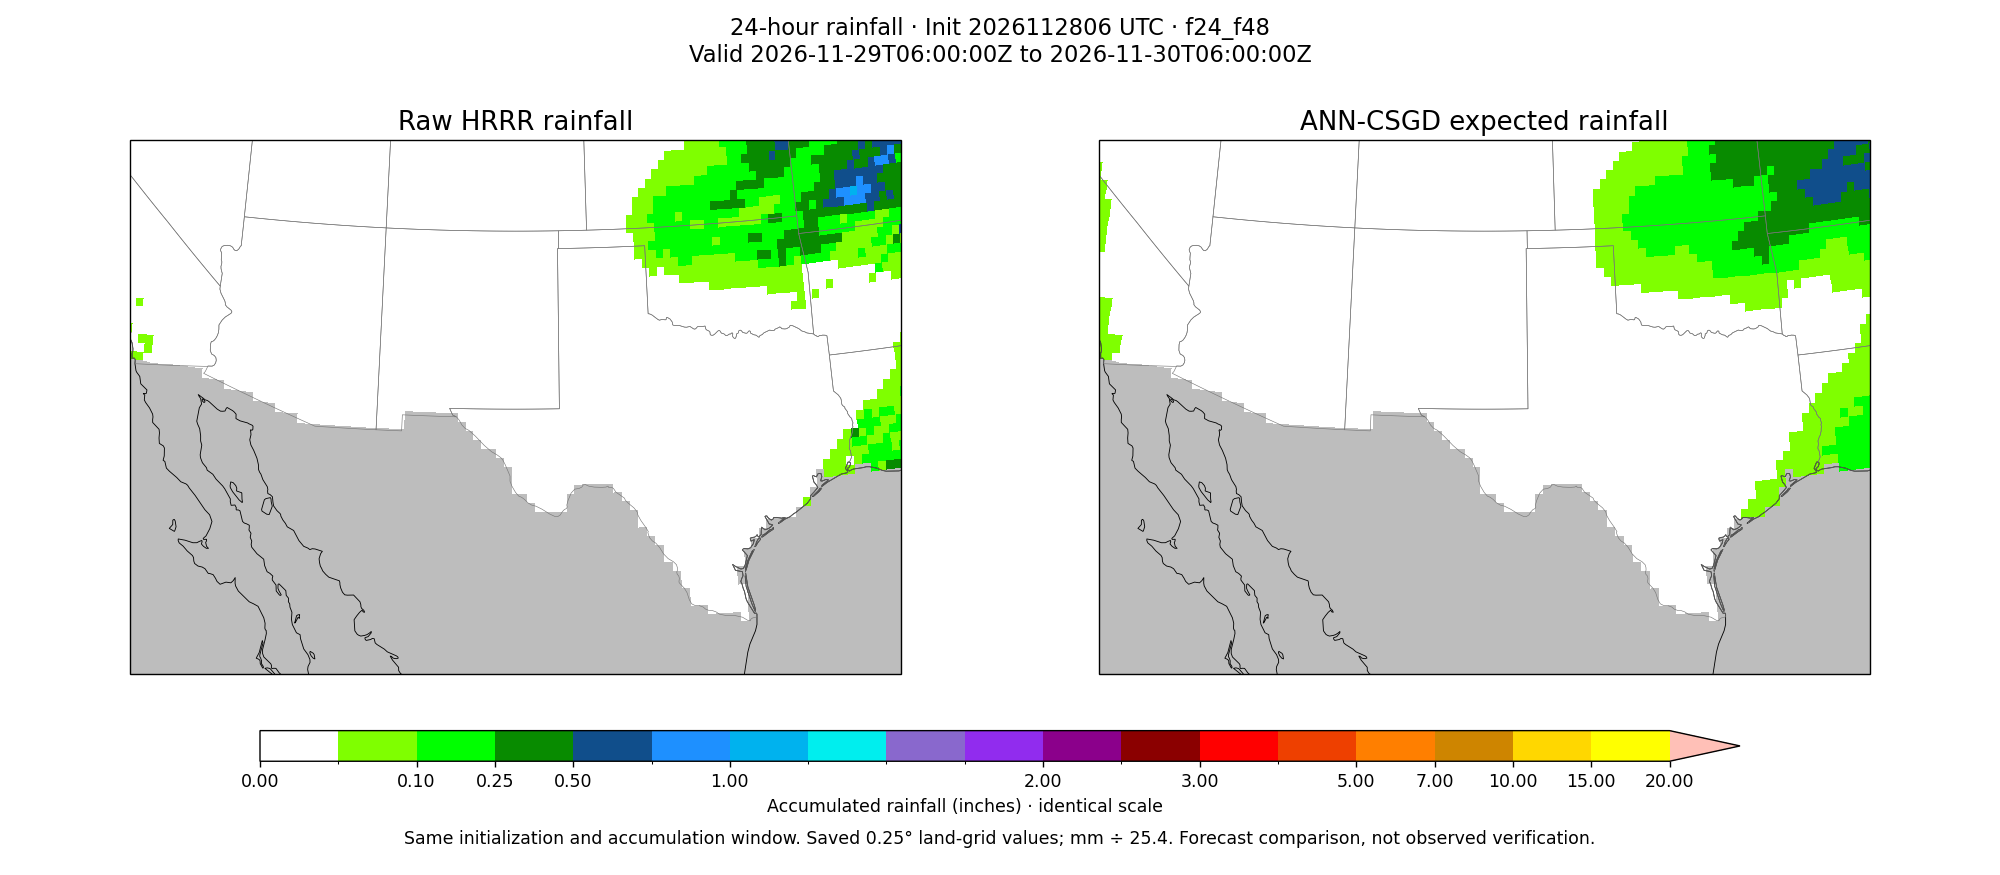 24-hour rainfall · Init 2026112806 UTC · f24_f48
Valid 2026-11-29T06:00:00Z to 2026-11-30T06:00:00Z
Raw HRRR rainfall
ANN-CSGD expected rainfall
0.00 0.10 0.25 0.50 1.00 2.00 3.00 5.00 7.00 10.00 15.00 20.00
Accumulated rainfall (inches) · identical scale
Same initialization and accumulation window. Saved 0.25° land-grid values; mm ÷ 25.4. Forecast comparison, not observed verification.